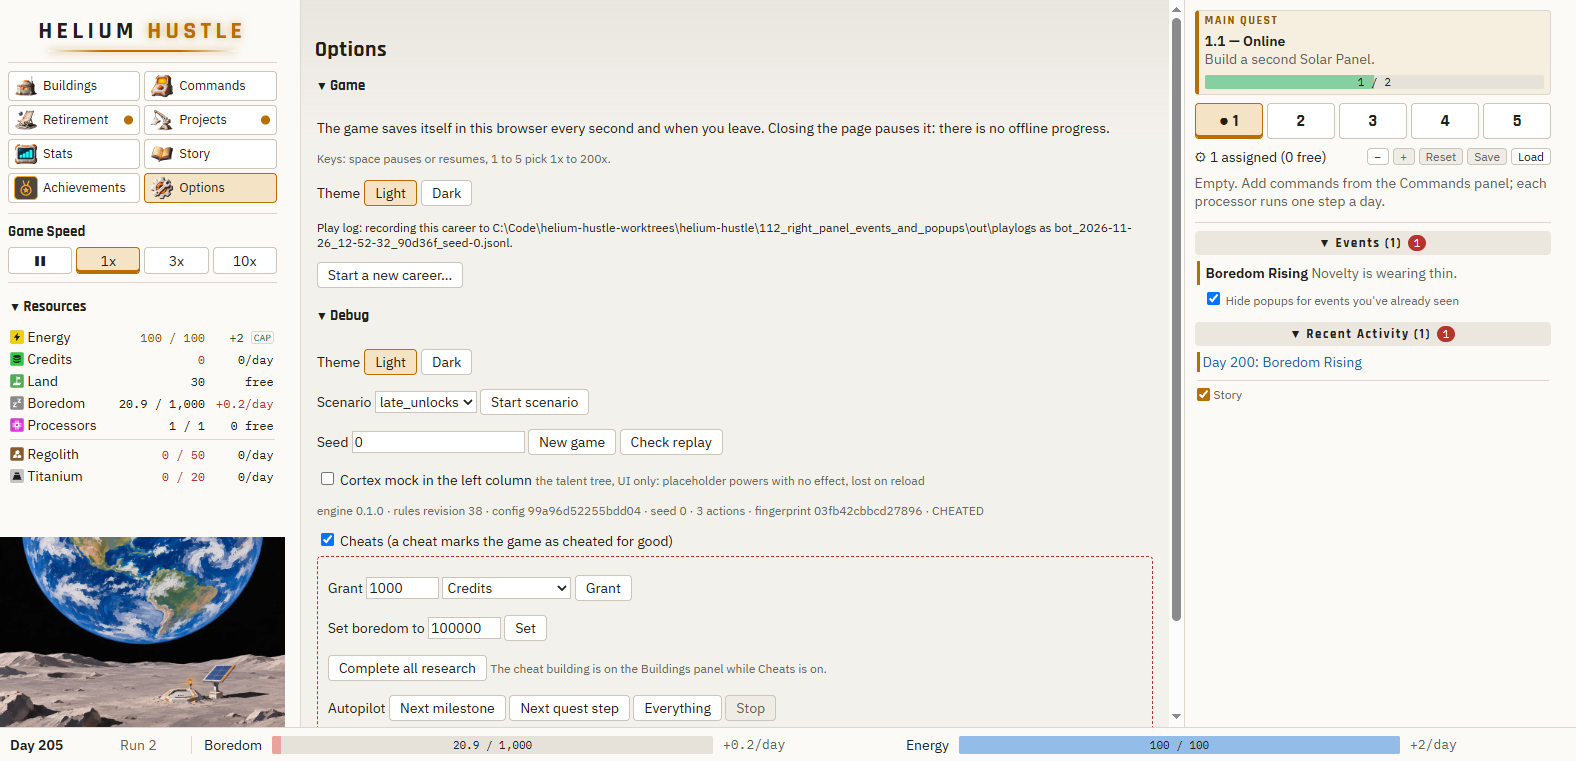 HELIUM HUSTLE
Buildings
Commands
Retirement
Projects
Stats
Story
Achievements
Options
Game Speed
1x
3x
10x
▼ Resources
Energy 100 / 100 +2 CAP
Credits 0 0/day
Land 30 free
Boredom 20.9 / 1,000 +0.2/day
Processors 1 / 1 0 free
Regolith 0 / 50 0/day
Titanium 0 / 20 0/day
Options
▼ Game
The game saves itself in this browser every second and when you leave. Closing the page pauses it: there is no offline progress.
Keys: space pauses or resumes, 1 to 5 pick 1x to 200x.
Theme Light Dark
Play log: recording this career to C:\Code\helium-hustle-worktrees\helium-hustle\112_right_panel_events_and_popups\out\playlogs as bot_2026-11-
26_12-52-32_90d36f_seed-0.jsonl.
Start a new career...
▼ Debug
Theme Light Dark
Scenario late_unlocks Start scenario
Seed 0 New game Check replay
Cortex mock in the left column the talent tree, UI only: placeholder powers with no effect, lost on reload
engine 0.1.0 · rules revision 38 · config 99a96d52255bdd04 · seed 0 · 3 actions · fingerprint 03fb42cbbcd27896 · CHEATED
Cheats (a cheat marks the game as cheated for good)
Grant 1000 Credits Grant
Set boredom to 100000 Set
Complete all research The cheat building is on the Buildings panel while Cheats is on.
Autopilot Next milestone Next quest step Everything Stop
MAIN QUEST
1.1 — Online
Build a second Solar Panel.
1 / 2
● 1 2 3 4 5
⚙ 1 assigned (0 free) − + Reset Save Load
Empty. Add commands from the Commands panel; each
processor runs one step a day.
▼ Events (1) 1
Boredom Rising Novelty is wearing thin.
Hide popups for events you've already seen
▼ Recent Activity (1) 1
Day 200: Boredom Rising
Story
Day 205 Run 2 Boredom 20.9 / 1,000 +0.2/day Energy 100 / 100 +2/day